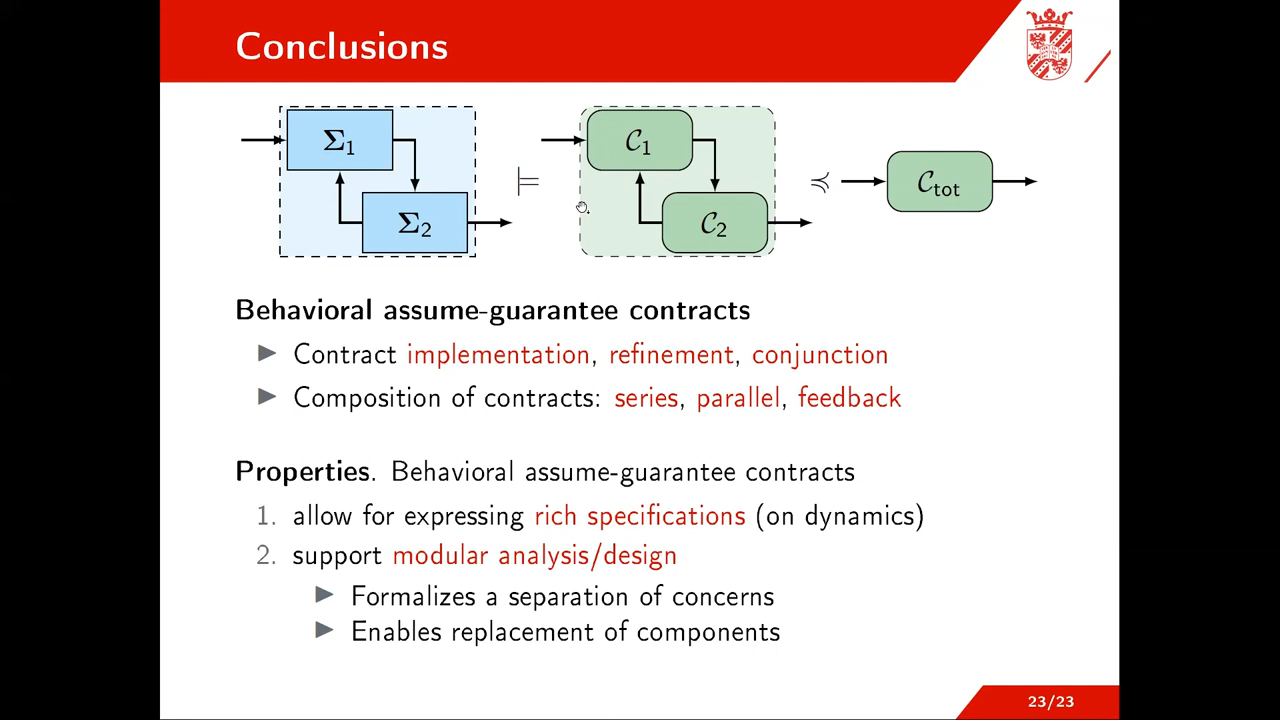 Conclusions
Σ1
Σ2
⊨
𝒞1
𝒞2
≼
𝒞tot
Behavioral assume-guarantee contracts
▶ Contract implementation, refinement, conjunction
▶ Composition of contracts: series, parallel, feedback
Properties. Behavioral assume-guarantee contracts
1. allow for expressing rich specifications (on dynamics)
2. support modular analysis/design
▶ Formalizes a separation of concerns
▶ Enables replacement of components
23/23